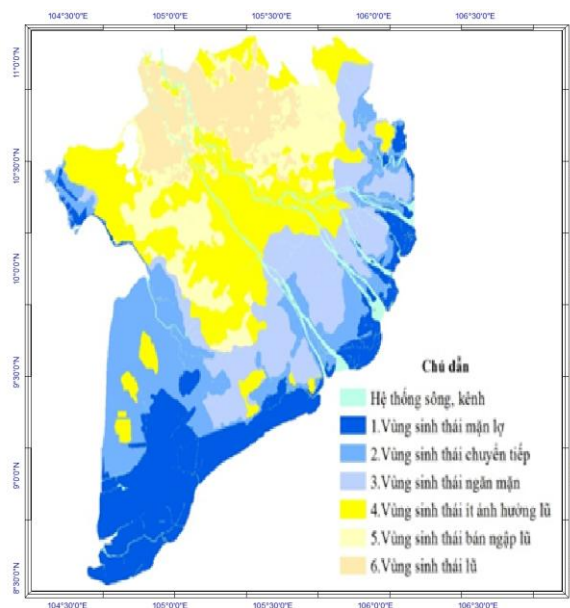 104°30'0"E 105°0'0"E 105°30'0"E 106°0'0"E 106°30'0"E
11°0'0"N
10°30'0"N
10°0'0"N
9°30'0"N
9°0'0"N
8°30'0"N
Chú dẫn
Hệ thống sông, kênh
1.Vùng sinh thái mặn lợ
2.Vùng sinh thái chuyển tiếp
3.Vùng sinh thái ngăn mặn
4.Vùng sinh thái ít ảnh hưởng lũ
5.Vùng sinh thái bán ngập lũ
6.Vùng sinh thái lũ
104°30'0"E 105°0'0"E 105°30'0"E 106°0'0"E 106°30'0"E